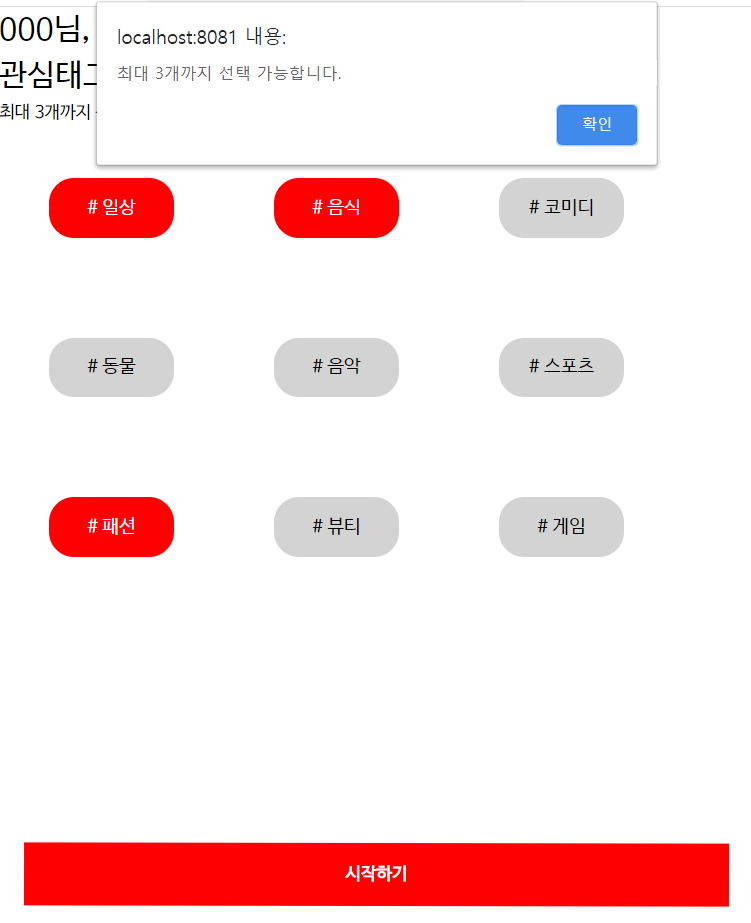 000님,
localhost:8081 내용:
관심태그
최대 3개까지 선택 가능합니다.
최대 3개까지
확인
# 일상
# 음식
# 코미디
# 동물
# 음악
# 스포츠
# 패션
# 뷰티
# 게임
시작하기